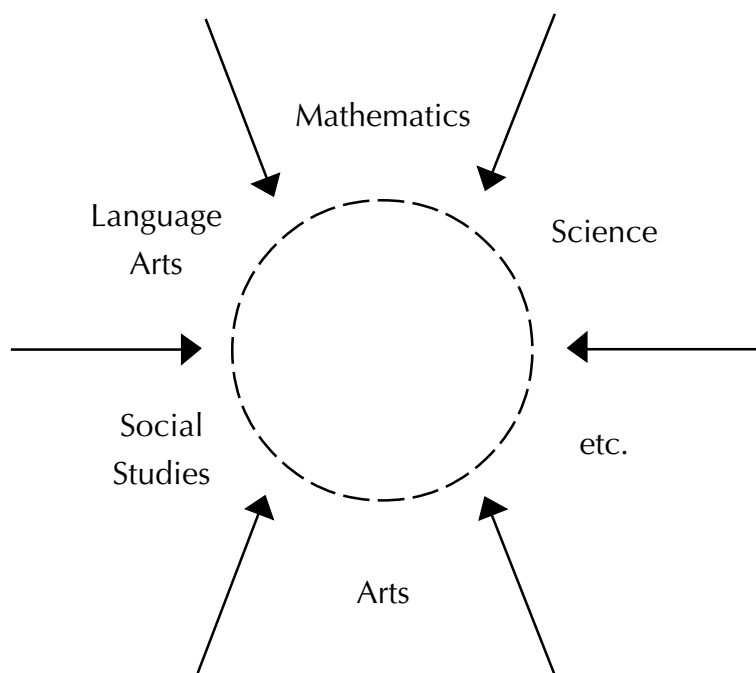 Mathematics
Language
Arts
Science
Social
Studies
etc.
Arts